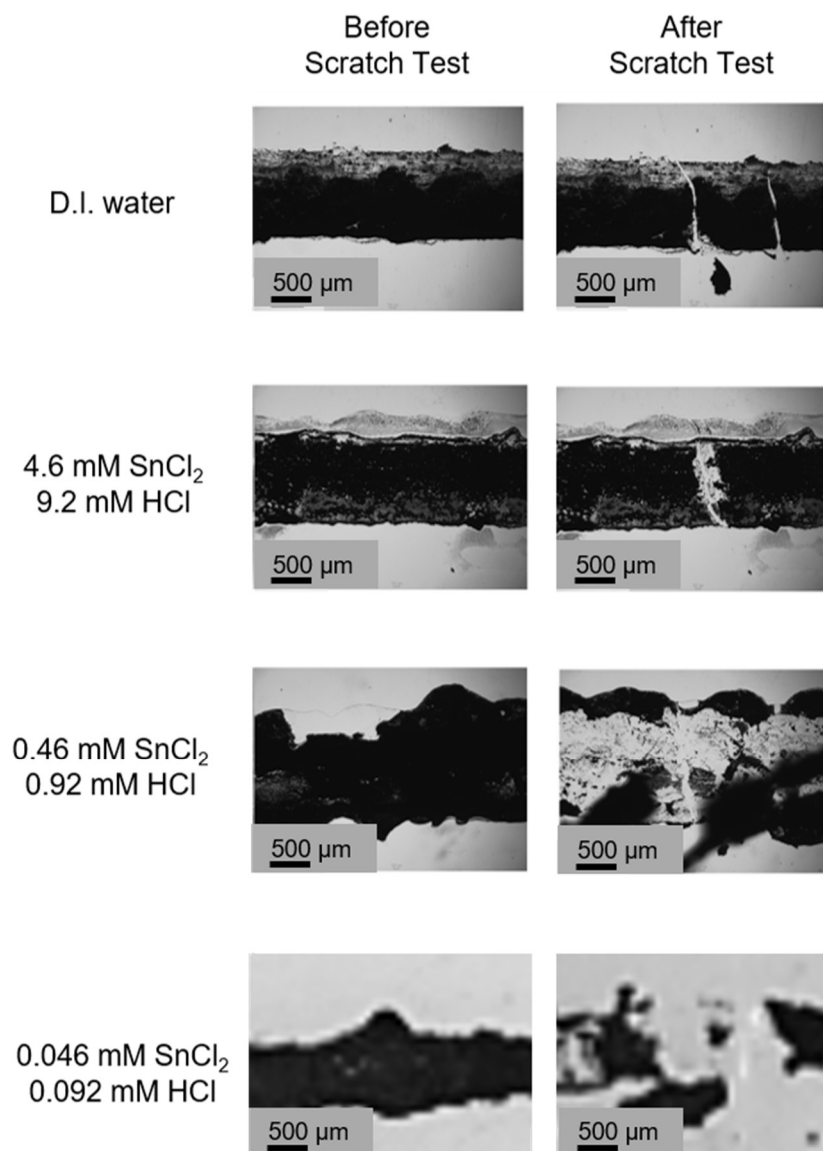 Before
Scratch Test
After
Scratch Test
D.I. water
500 µm
500 µm
4.6 mM SnCl₂
9.2 mM HCl
500 µm
500 µm
0.46 mM SnCl₂
0.92 mM HCl
500 µm
500 µm
0.046 mM SnCl₂
0.092 mM HCl
500 µm
500 µm